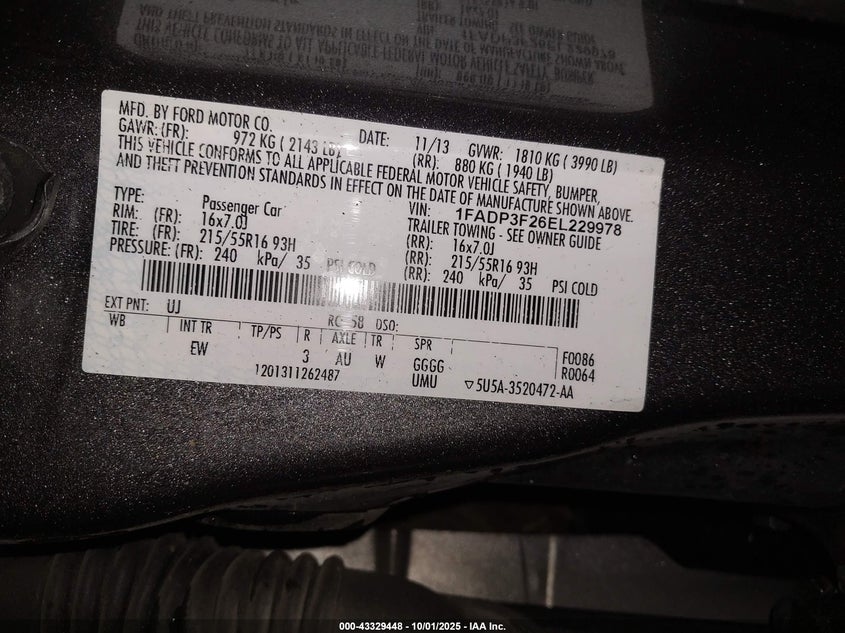 MFD. BY FORD MOTOR CO.
DATE: 11/13 GVWR: 1810 KG ( 3990 LB)
GAWR: (FR): 972 KG ( 2143 LB) (RR): 880 KG ( 1940 LB)
THIS VEHICLE CONFORMS TO ALL APPLICABLE FEDERAL MOTOR VEHICLE SAFETY, BUMPER,
AND THEFT PREVENTION STANDARDS IN EFFECT ON THE DATE OF MANUFACTURE SHOWN ABOVE.
VIN: 1FADP3F26EL229978
TYPE: Passenger Car TRAILER TOWING - SEE OWNER GUIDE
RIM: (FR): 16x7.0J (RR): 16x7.0J
TIRE: (FR): 215/55R16 93H (RR): 215/55R16 93H
PRESSURE: (FR): 240 kPa/ 35 PSI COLD (RR): 240 kPa/ 35 PSI COLD
EXT PNT: UJ DSO:
WB INT TR TP/PS R AXLE TR SPR
EW 3 AU W GGGG F0086
UMU R0064
1201311262487 ▽5U5A-3520472-AA
000-43329448 - 10/01/2025 - IAA Inc.